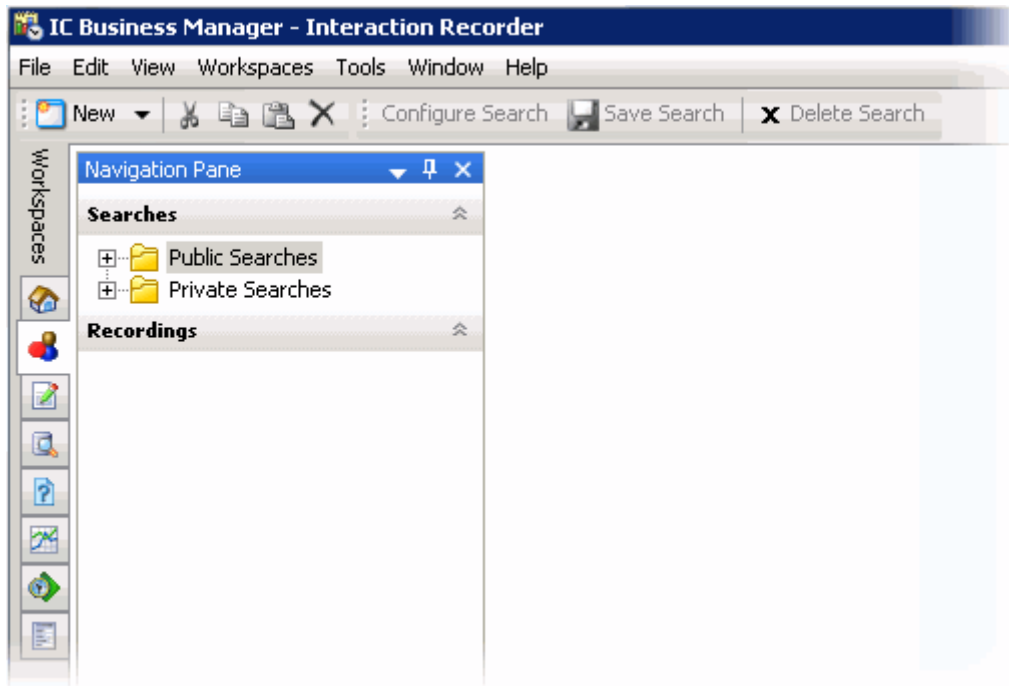 IC Business Manager - Interaction Recorder
File Edit View Workspaces Tools Window Help
New Configure Search Save Search Delete Search
Workspaces
Navigation Pane
Searches
Public Searches
Private Searches
Recordings